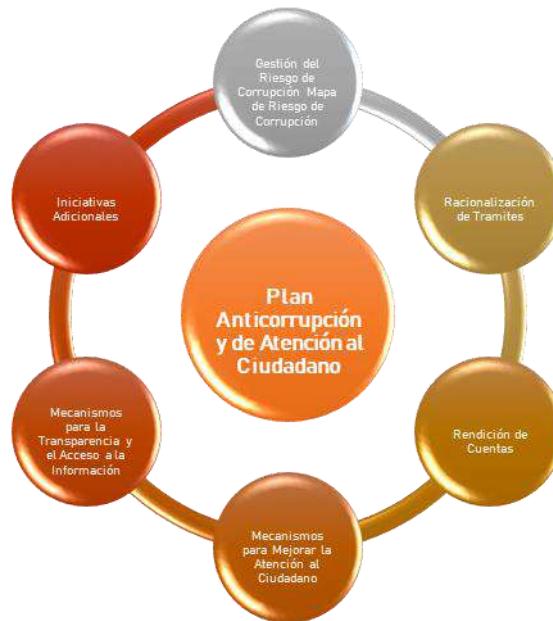 Gestión del
Riesgo de
Corrupción Mapa
de Riesgo de
Corrupción
Racionalización
de Tramites
Rendición de
Cuentas
Mecanismos
para Mejorar la
Atención al
Ciudadano
Mecanismos
para la
Transparencia y
el Acceso a la
Información
Iniciativas
Adicionales
Plan
Anticorrupción
y de Atención al
Ciudadano